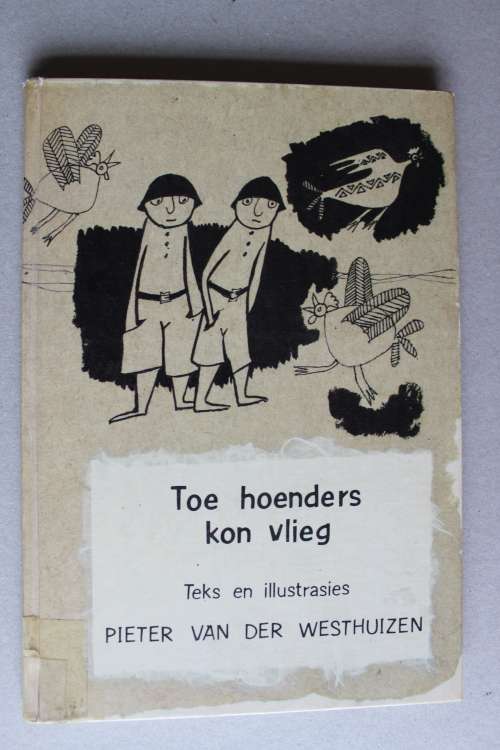 Toe hoenders
kon vlieg
Teks en illustrasies
PIETER VAN DER WESTHUIZEN